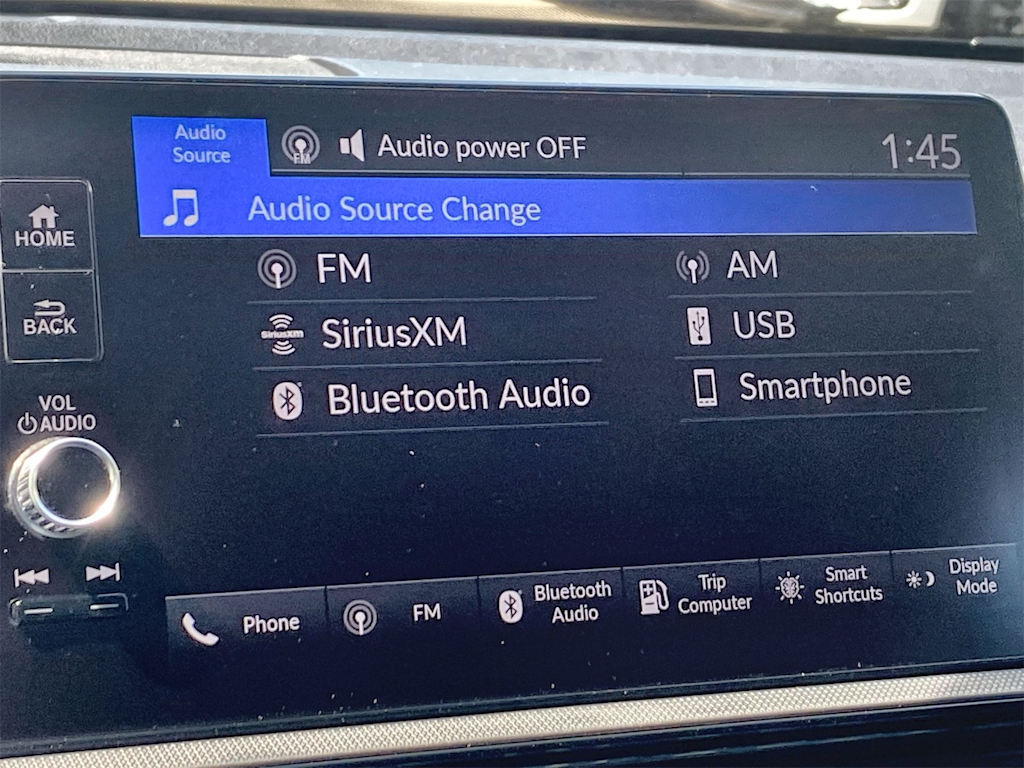 Audio
Source
FM
Audio power OFF
1:45
Audio Source Change
HOME
BACK
FM
AM
SiriusXM
SiriusXM
USB
Bluetooth Audio
Smartphone
VOL
AUDIO
Phone
FM
Bluetooth
Audio
Trip
Computer
Smart
Shortcuts
Display
Mode